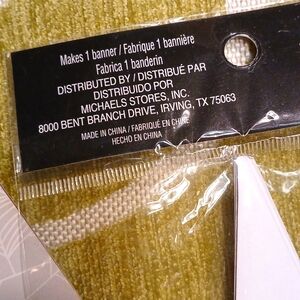 Makes 1 banner / Fabrique 1 bannière
Fabrica 1 banderin
DISTRIBUTED BY / DISTRIBUÉ PAR
DISTRIBUIDO POR
MICHAELS STORES, INC.
8000 BENT BRANCH DRIVE, IRVING, TX 75063
MADE IN CHINA / FABRIQUÉ EN CHINE
HECHO EN CHINA